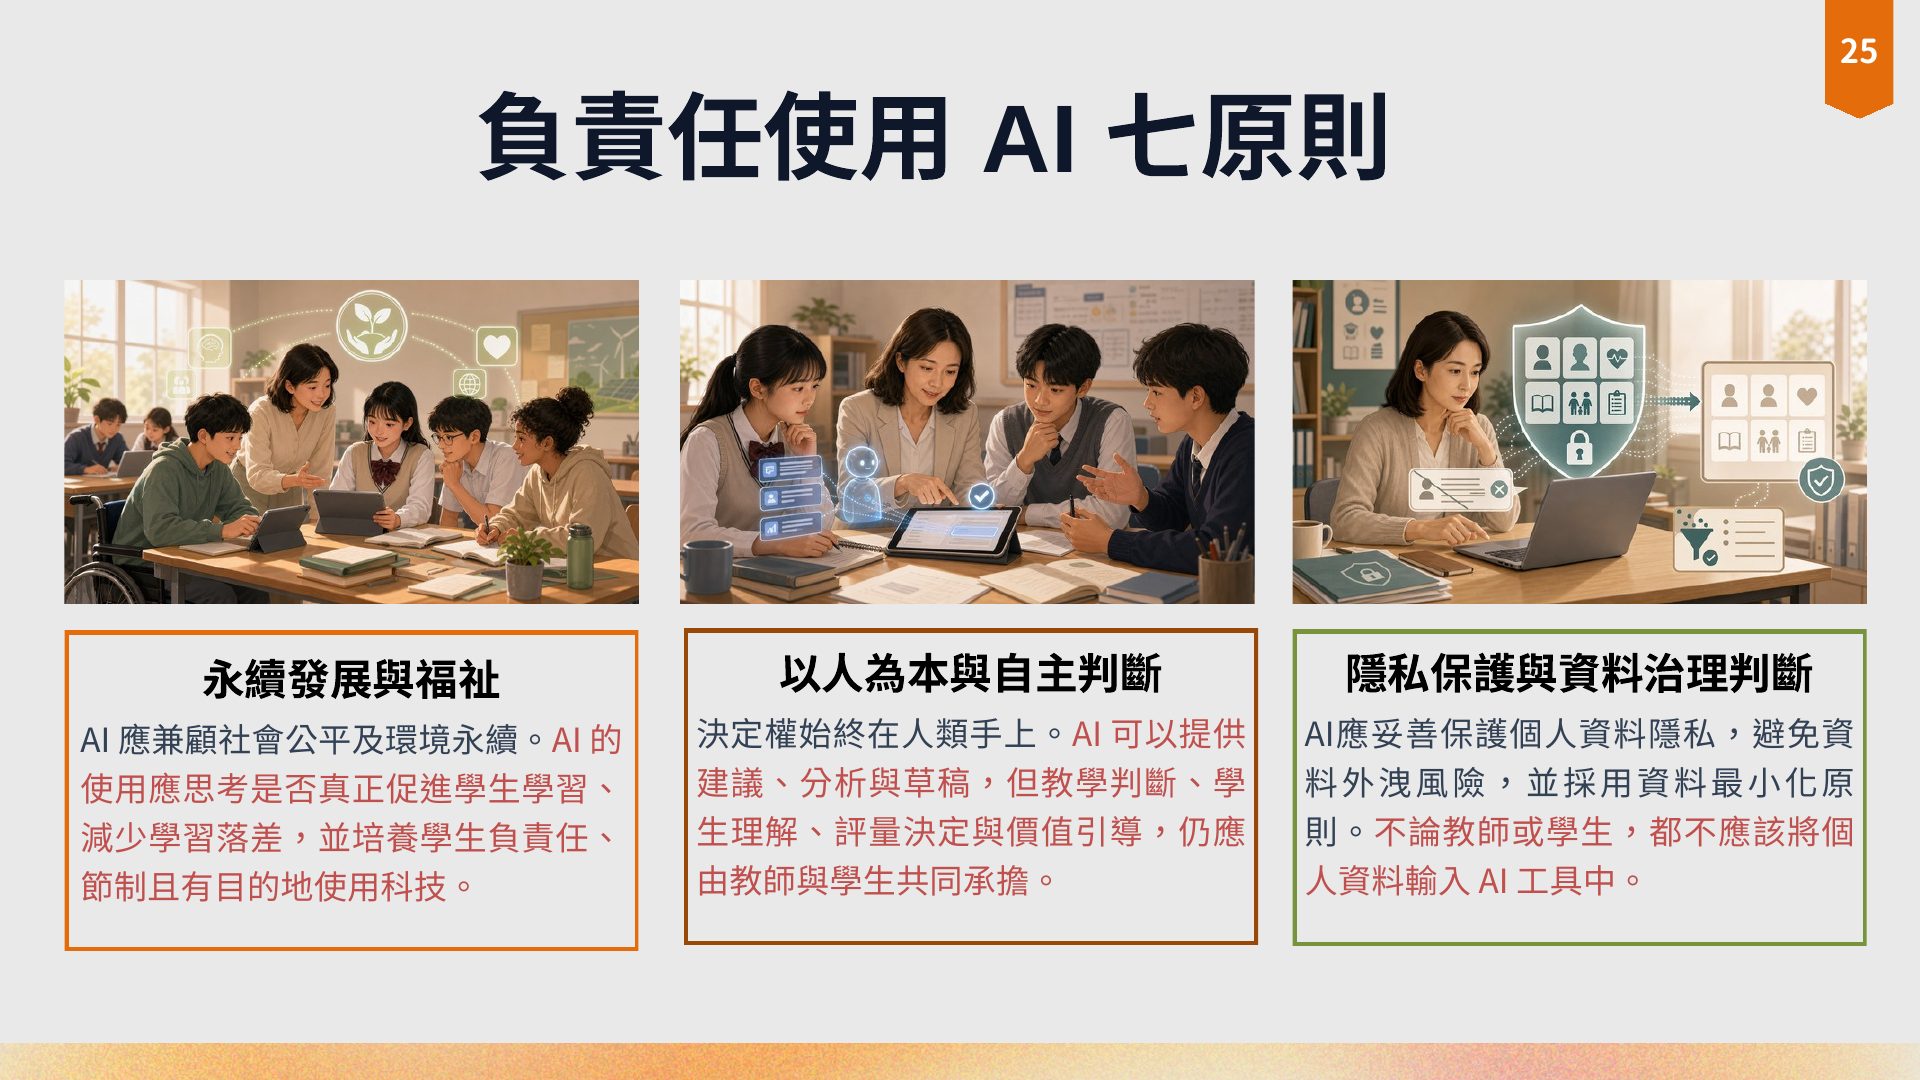 25
負責任使用 AI 七原則
永續發展與福祉
AI 應兼顧社會公平及環境永續。AI 的
使用應思考是否真正促進學生學習、
減少學習落差，並培養學生負責任、
節制且有目的地使用科技。
以人為本與自主判斷
決定權始終在人類手上。AI 可以提供
建議、分析與草稿，但教學判斷、學
生理解、評量決定與價值引導，仍應
由教師與學生共同承擔。
隱私保護與資料治理判斷
AI應妥善保護個人資料隱私，避免資
料外洩風險，並採用資料最小化原
則。不論教師或學生，都不應該將個
人資料輸入 AI 工具中。